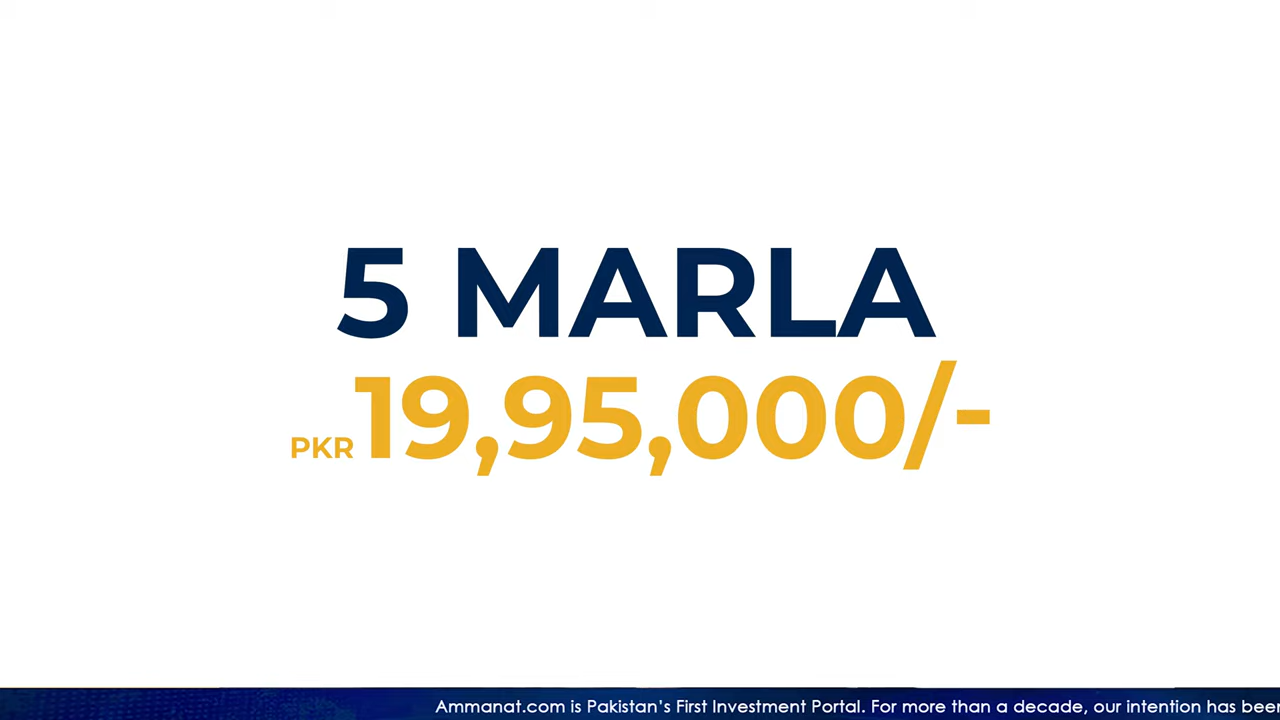 5 MARLA
PKR 19,95,000/-
Ammanat.com is Pakistan's First Investment Portal. For more than a decade, our intention has been